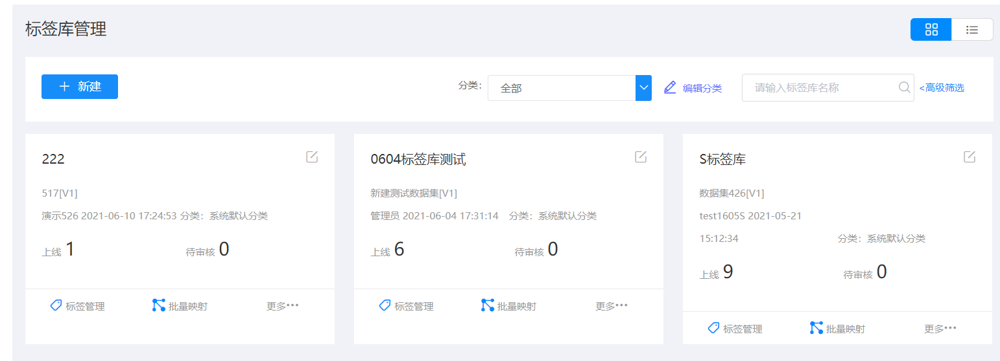 标签库管理
新建
分类： 全部 编辑分类 请输入标签库名称 <高级筛选
222
517[V1]
演示526 2021-06-10 17:24:53 分类：系统默认分类
上线 1 待审核 0
标签管理 批量映射 更多···
0604标签库测试
新建测试数据集[V1]
管理员 2021-06-04 17:31:14 分类：系统默认分类
上线 6 待审核 0
标签管理 批量映射 更多···
S标签库
数据集426[V1]
test1605S 2021-05-21
15:12:34 分类：系统默认分类
上线 9 待审核 0
标签管理 批量映射 更多···